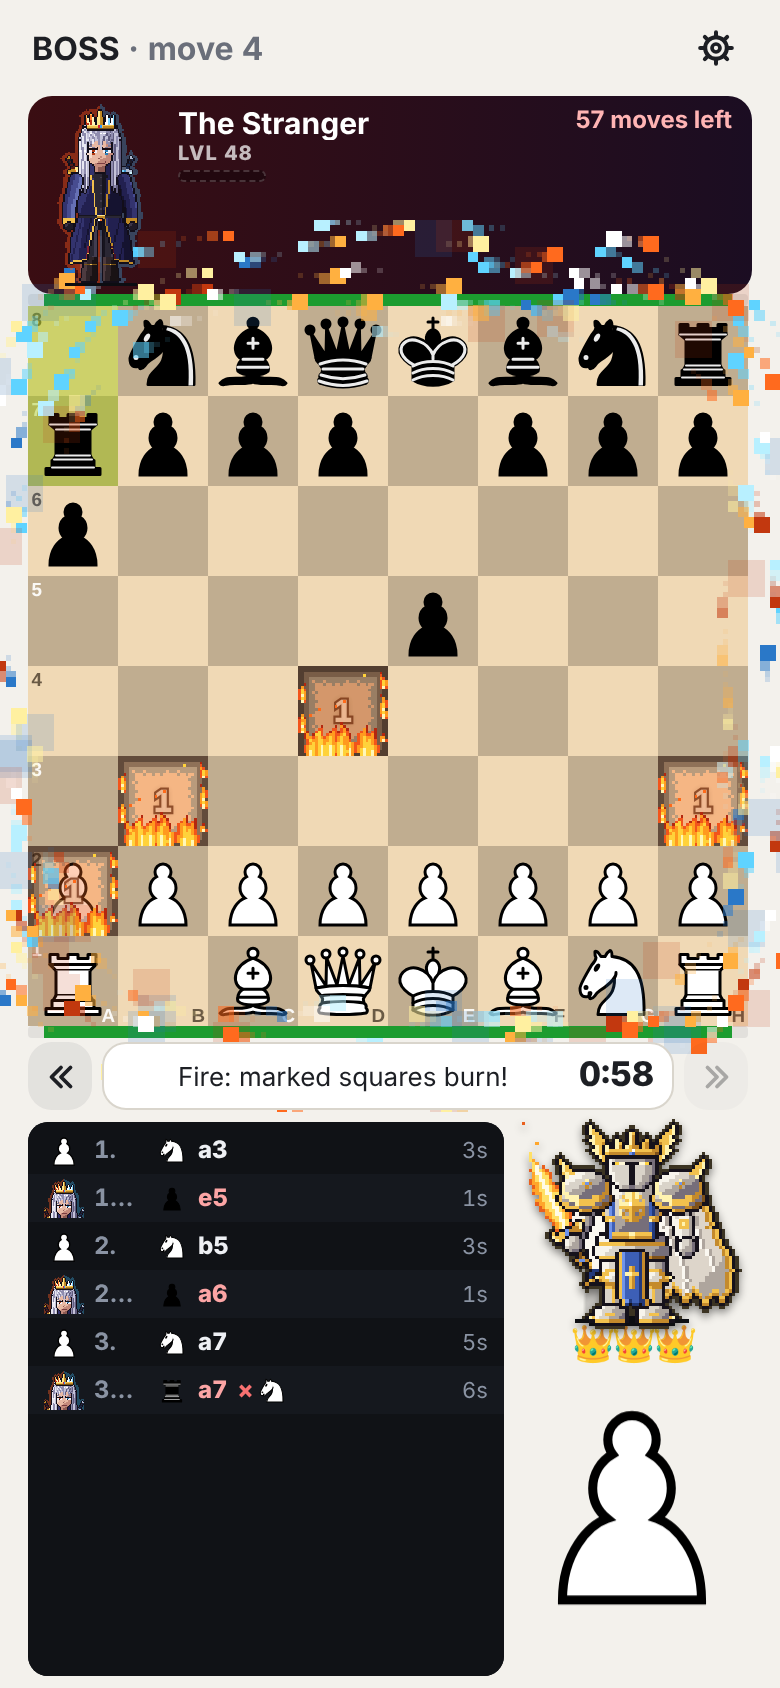 BOSS · move 4
The Stranger
57 moves left
LVL 48
8
7
6
5
4
1
3
1
1
2
1
1
A B C D E F G H
Fire: marked squares burn!
0:58
1. a3 3s
1... e5 1s
2. b5 3s
2... a6 1s
3. a7 5s
3... a7 × 6s